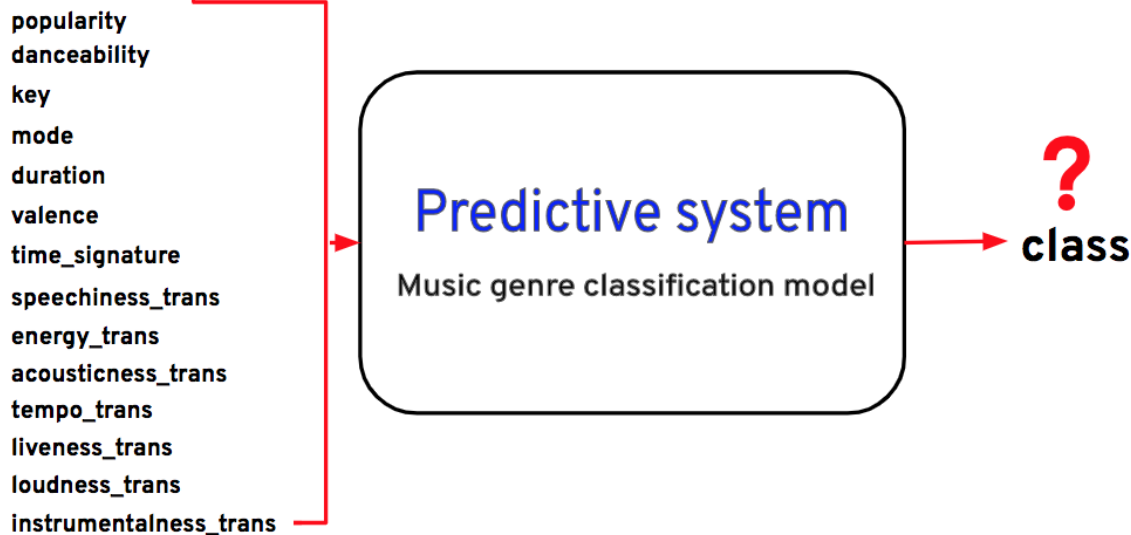 popularity
danceability
key
mode
duration
valence
time_signature
speechiness_trans
energy_trans
acousticness_trans
tempo_trans
liveness_trans
loudness_trans
instrumentalness_trans
Predictive system
Music genre classification model
?
class